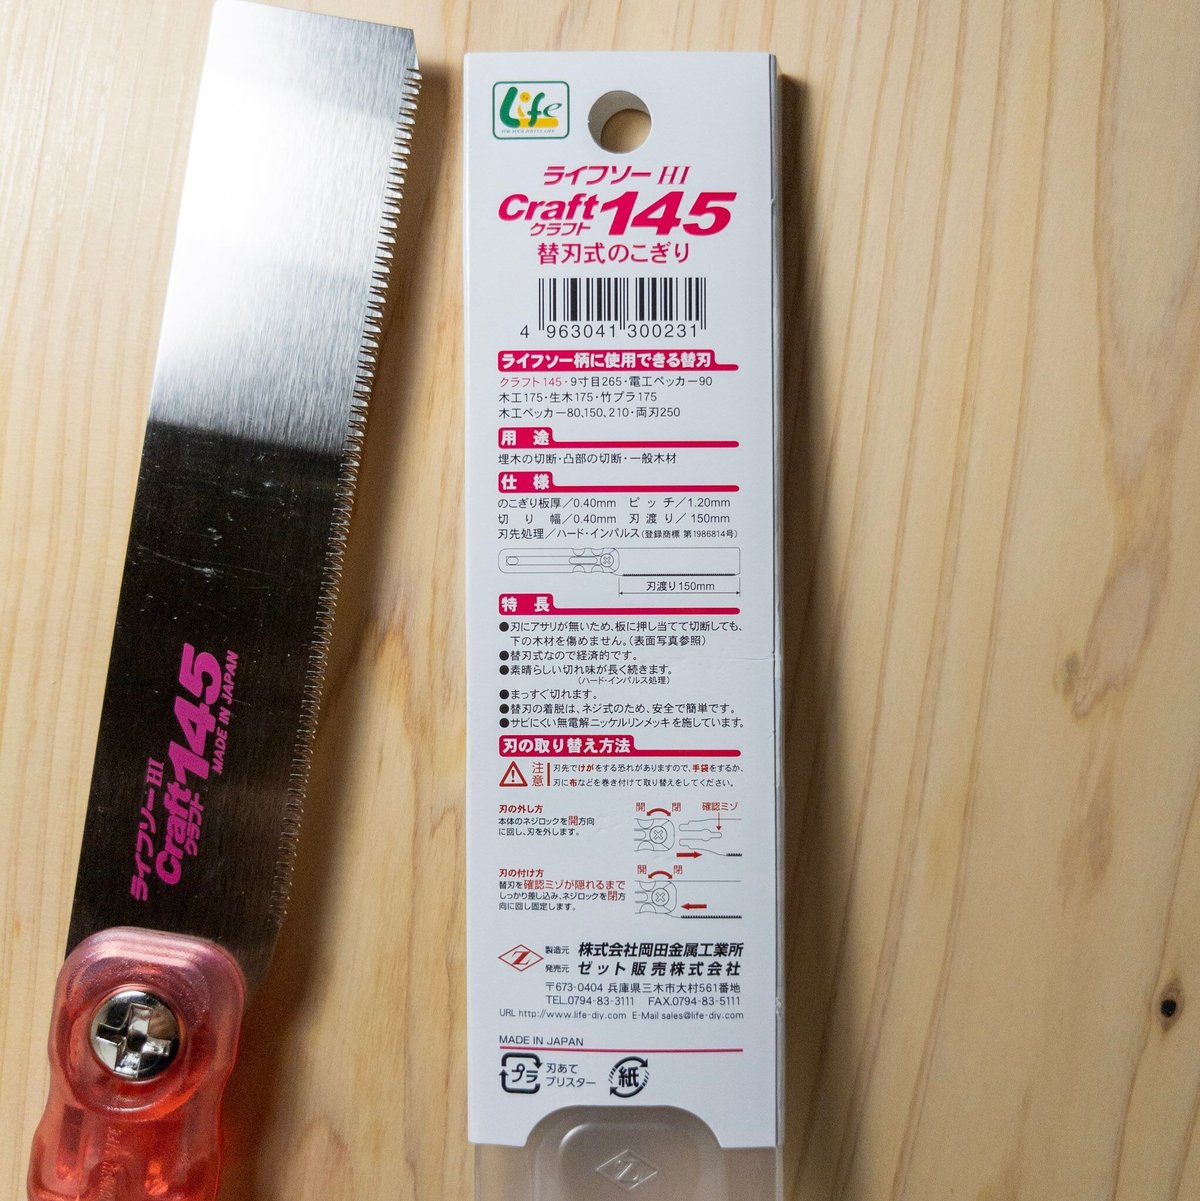 Life
FOR YOUR JOYFUL LIFE
ライフソー HI
Craft 145
クラフト
替刃式のこぎり
4 963041 300231
ライフソー柄に使用できる替刃
クラフト145・9寸目265・電工ペッカー90
木工175・生木175・竹プラ175
木工ペッカー80,150、210・両刃250
用 途
埋木の切断・凸部の切断・一般木材
仕 様
のこぎり板厚/0.40mm ピッチ/1.20mm
切り幅/0.40mm 刃渡り/150mm
刃先処理/ハード・インパルス(登録商標 第1986814号)
刃渡り150mm
特 長
●刃にアサリが無いため、板に押し当てて切断しても、
下の木材を傷めません。(表面写真参照)
●替刃式なので経済的です。
●素晴らしい切れ味が長く続きます。
(ハード・インパルス処理)
●まっすぐ切れます。
●替刃の着脱は、ネジ式のため、安全で簡単です。
●サビにくい無電解ニッケルリンメッキを施しています。
刃の取り替え方法
注意 刃先でけがをする恐れがありますので、手袋をするか、
刃に布などを巻き付けて取り替えをしてください。
刃の外し方
本体のネジロックを開方向
に回し、刃を外します。
開 閉 確認ミゾ
刃の付け方
替刃を確認ミゾが隠れるまで
しっかり差し込み、ネジロックを閉方
向に回し固定します。
開 閉
Z
製造元 株式会社岡田金属工業所
発売元 ゼット販売株式会社
〒673-0404 兵庫県三木市大村561番地
TEL.0794-83-3111 FAX.0794-83-5111
URL http://www.life-diy.com E-Mail sales@life-diy.com
MADE IN JAPAN
プラ 刃あて
ブリスター
紙
Z
ライフソー HI
Craft 145
クラフト
MADE IN JAPAN